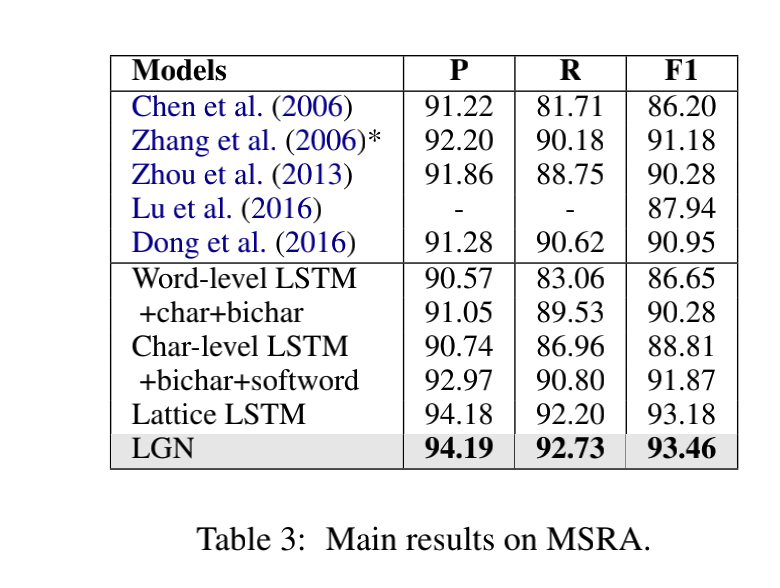 Models P R F1
Chen et al. (2006) 91.22 81.71 86.20
Zhang et al. (2006)* 92.20 90.18 91.18
Zhou et al. (2013) 91.86 88.75 90.28
Lu et al. (2016) - - 87.94
Dong et al. (2016) 91.28 90.62 90.95
Word-level LSTM 90.57 83.06 86.65
+char+bichar 91.05 89.53 90.28
Char-level LSTM 90.74 86.96 88.81
+bichar+softword 92.97 90.80 91.87
Lattice LSTM 94.18 92.20 93.18
LGN 94.19 92.73 93.46
Table 3: Main results on MSRA.